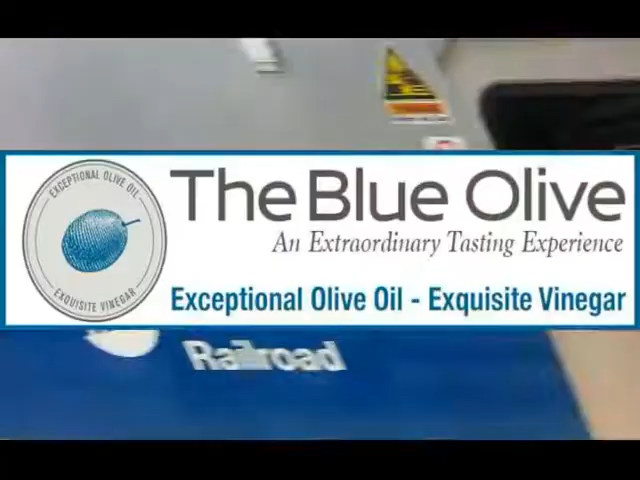 EXCEPTIONAL OLIVE OIL
EXQUISITE VINEGAR
The Blue Olive
An Extraordinary Tasting Experience
Exceptional Olive Oil - Exquisite Vinegar
Railroad